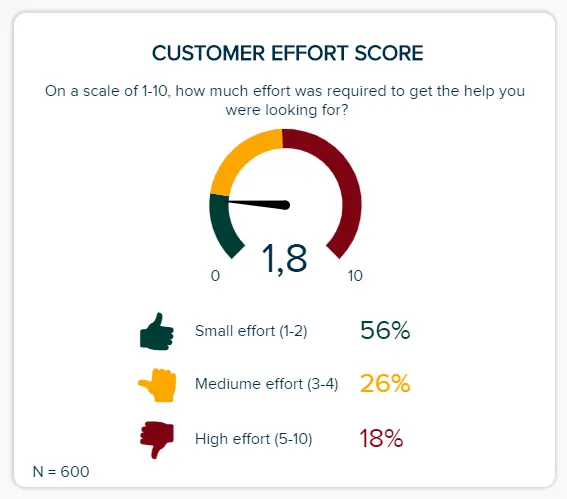 CUSTOMER EFFORT SCORE
On a scale of 1-10, how much effort was required to get the help you
were looking for?
1,8
0
10
Small effort (1-2) 56%
Mediume effort (3-4) 26%
High effort (5-10) 18%
N = 600